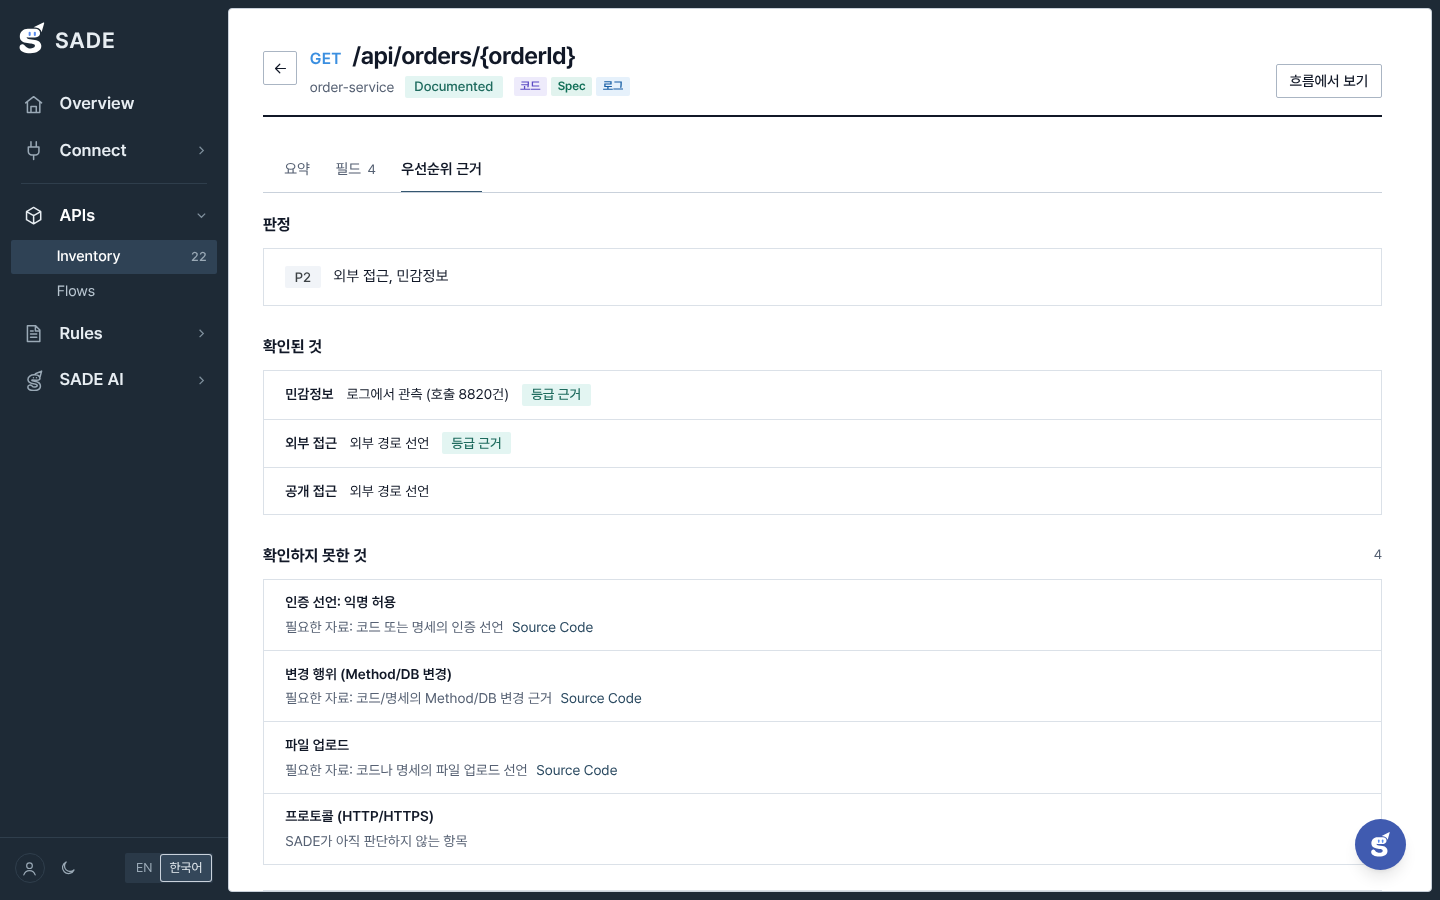 SADE
Overview
Connect
APIs
Inventory 22
Flows
Rules
SADE AI
EN 한국어
GET /api/orders/{orderId}
order-service Documented 코드 Spec 로그
흐름에서 보기
요약 필드 4 우선순위 근거
판정
P2 외부 접근, 민감정보
확인된 것
민감정보 로그에서 관측 (호출 8820건) 등급 근거
외부 접근 외부 경로 선언 등급 근거
공개 접근 외부 경로 선언
확인하지 못한 것 4
인증 선언: 익명 허용
필요한 자료: 코드 또는 명세의 인증 선언 Source Code
변경 행위 (Method/DB 변경)
필요한 자료: 코드/명세의 Method/DB 변경 근거 Source Code
파일 업로드
필요한 자료: 코드나 명세의 파일 업로드 선언 Source Code
프로토콜 (HTTP/HTTPS)
SADE가 아직 판단하지 않는 항목